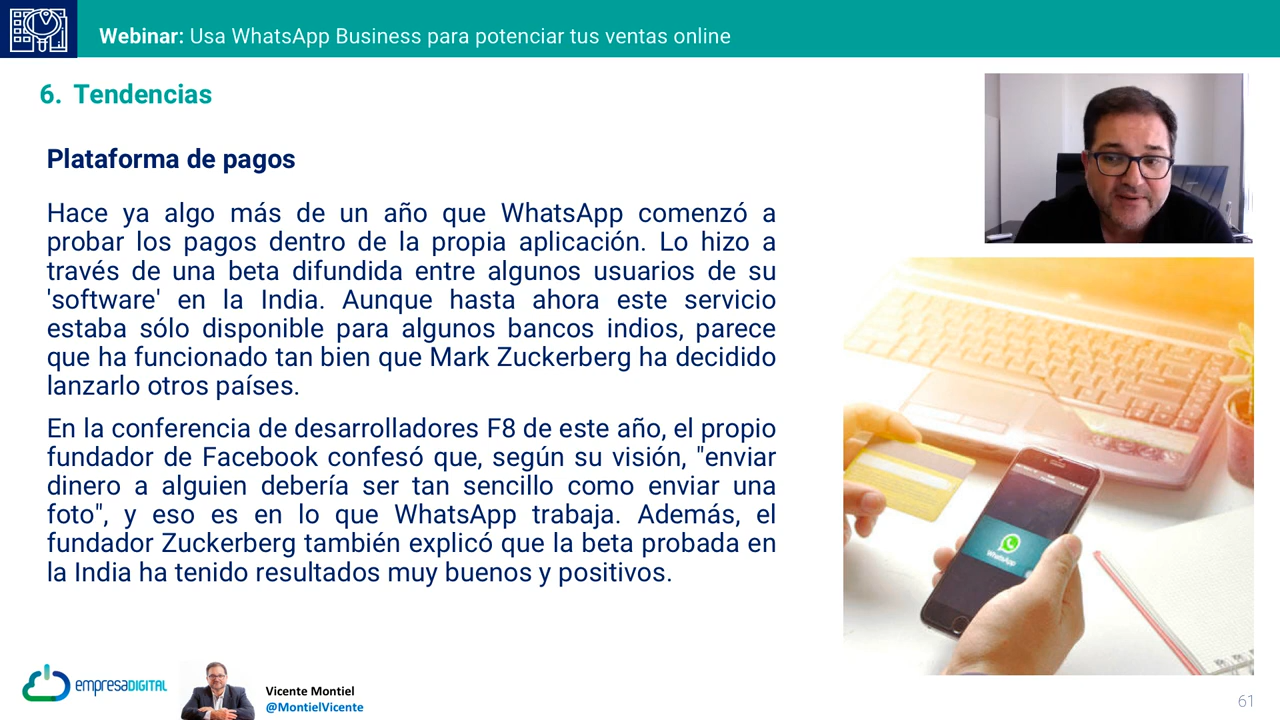 Webinar: Usa WhatsApp Business para potenciar tus ventas online
6. Tendencias
Plataforma de pagos
Hace ya algo más de un año que WhatsApp comenzó a
probar los pagos dentro de la propia aplicación. Lo hizo a
través de una beta difundida entre algunos usuarios de su
'software' en la India. Aunque hasta ahora este servicio
estaba sólo disponible para algunos bancos indios, parece
que ha funcionado tan bien que Mark Zuckerberg ha decidido
lanzarlo otros países.
En la conferencia de desarrolladores F8 de este año, el propio
fundador de Facebook confesó que, según su visión, "enviar
dinero a alguien debería ser tan sencillo como enviar una
foto", y eso es en lo que WhatsApp trabaja. Además, el
fundador Zuckerberg también explicó que la beta probada en
la India ha tenido resultados muy buenos y positivos.
WhatsApp
empresaDIGITAL
Vicente Montiel
@MontielVicente
61